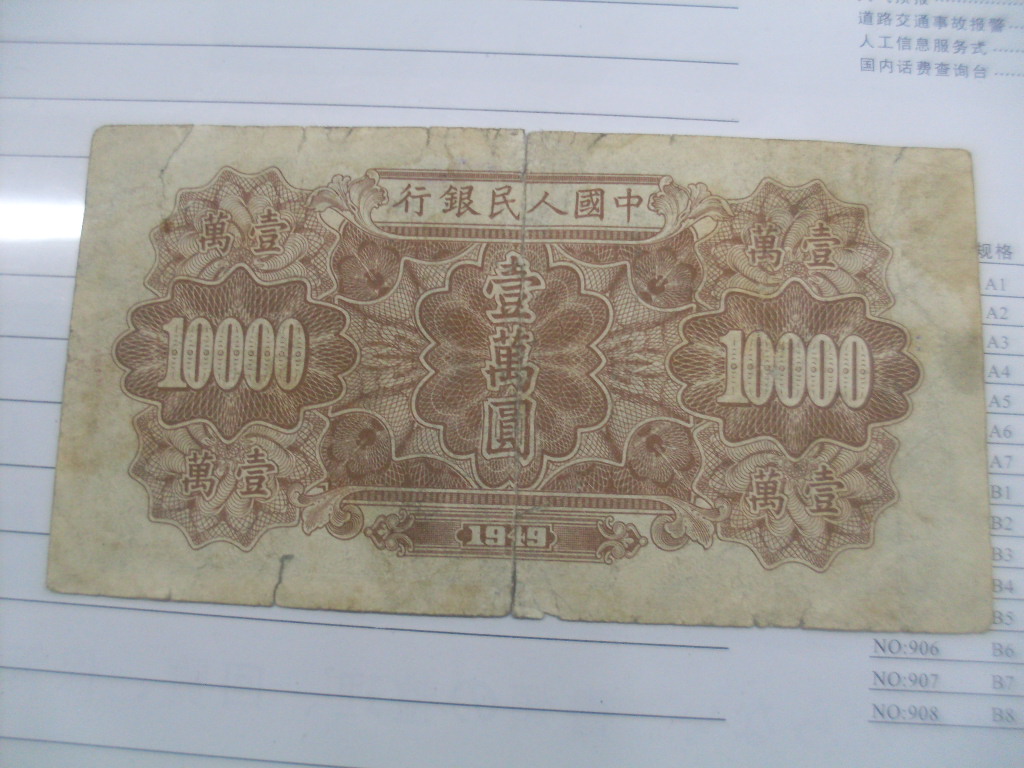 道路交通事故报警
人工信息服务式
国内话费查询台
行銀民人國中
萬壹
萬壹
壹萬圓
10000
10000
萬壹
萬壹
1949
规格
A1
A2
A3
A4
A5
A6
A7
B1
B2
B3
B4
B5
NO:906 B6
NO:907 B7
NO:908 B8